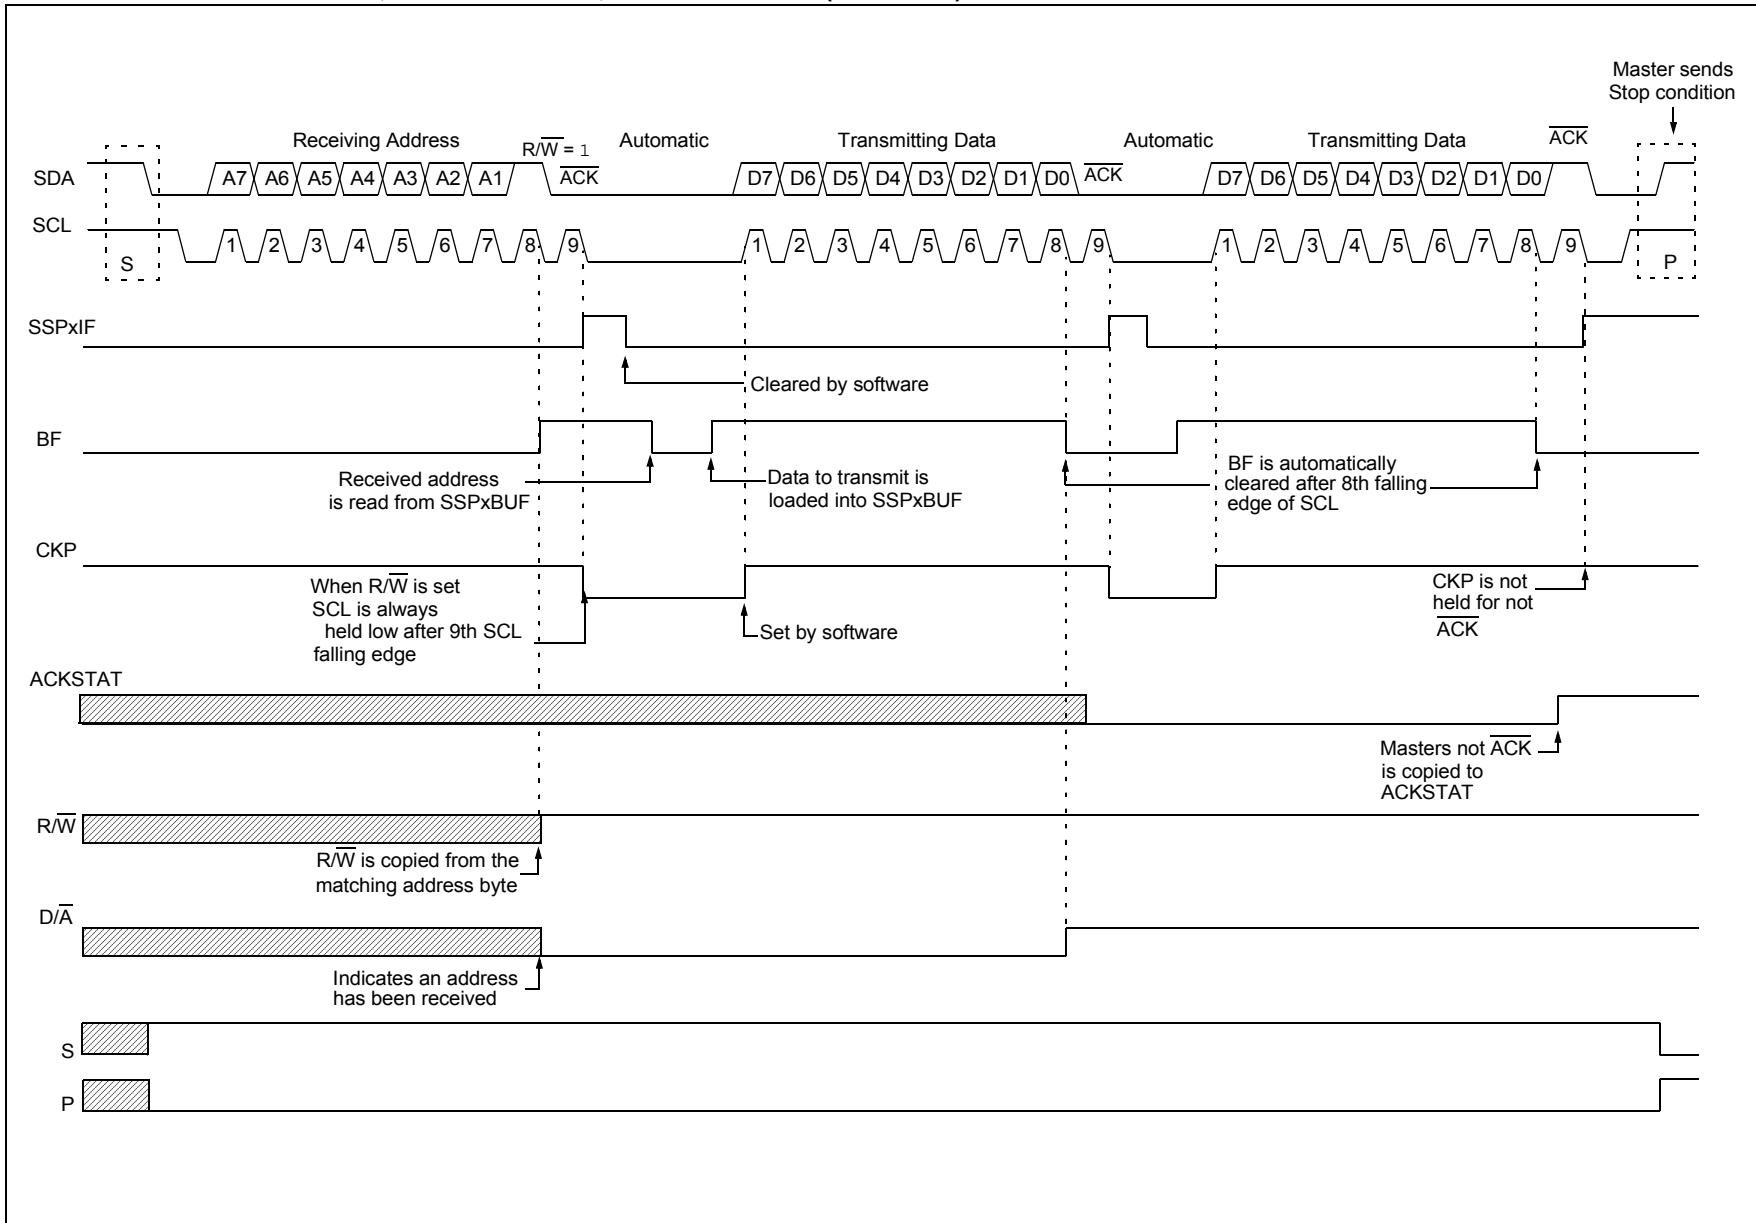 Master sends
Stop condition
Receiving Address
R/W̅ = 1
Automatic
Transmitting Data
Automatic
Transmitting Data
A̅C̅K̅
SDA
A7 A6 A5 A4 A3 A2 A1
A̅C̅K̅
D7 D6 D5 D4 D3 D2 D1 D0
A̅C̅K̅
D7 D6 D5 D4 D3 D2 D1 D0
SCL
S
1 2 3 4 5 6 7 8 9
1 2 3 4 5 6 7 8 9
1 2 3 4 5 6 7 8 9
P
SSPxIF
Cleared by software
BF
Received address
is read from SSPxBUF
Data to transmit is
loaded into SSPxBUF
BF is automatically
cleared after 8th falling
edge of SCL
CKP
When R/W̅ is set
SCL is always
held low after 9th SCL
falling edge
Set by software
CKP is not
held for not
A̅C̅K̅
ACKSTAT
Masters not A̅C̅K̅
is copied to
ACKSTAT
R/W̅
R/W̅ is copied from the
matching address byte
D/A̅
Indicates an address
has been received
S
P